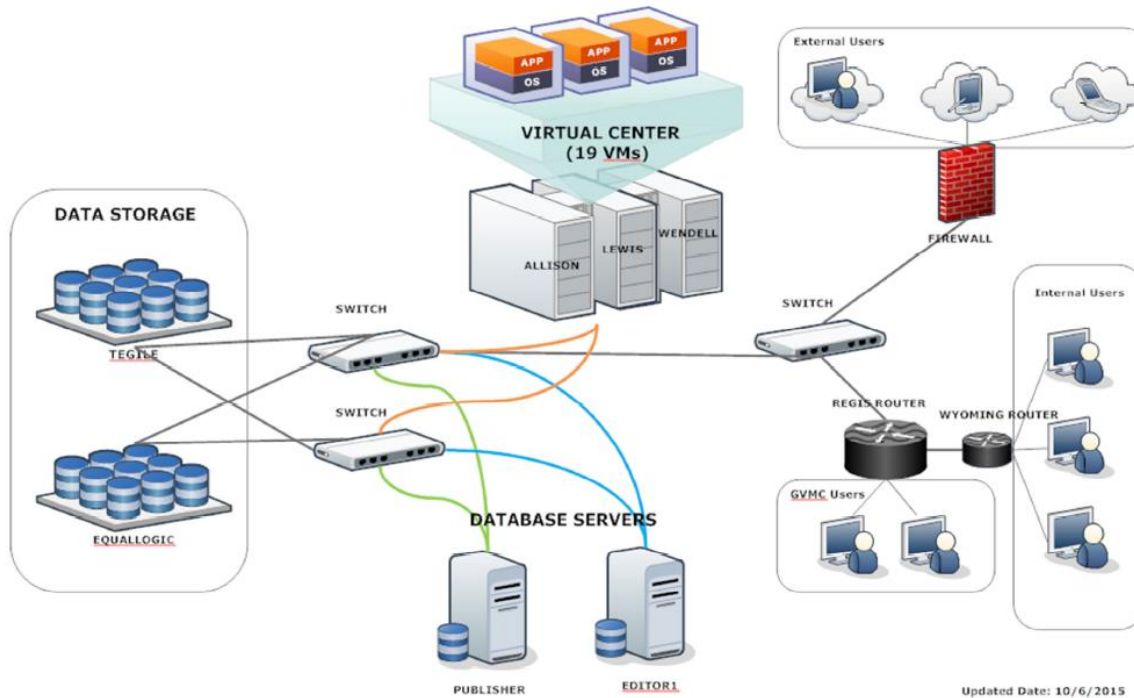 APP
OS
APP
OS
APP
OS
VIRTUAL CENTER
(19 VMs)
External Users
FIREWALL
DATA STORAGE
TEGILE
EQUALLOGIC
ALLISON
LEWIS
WENDELL
SWITCH
SWITCH
SWITCH
Internal Users
REGIS ROUTER
WYOMING ROUTER
GVMC Users
DATABASE SERVERS
PUBLISHER
EDITOR1
Updated Date: 10/6/2015